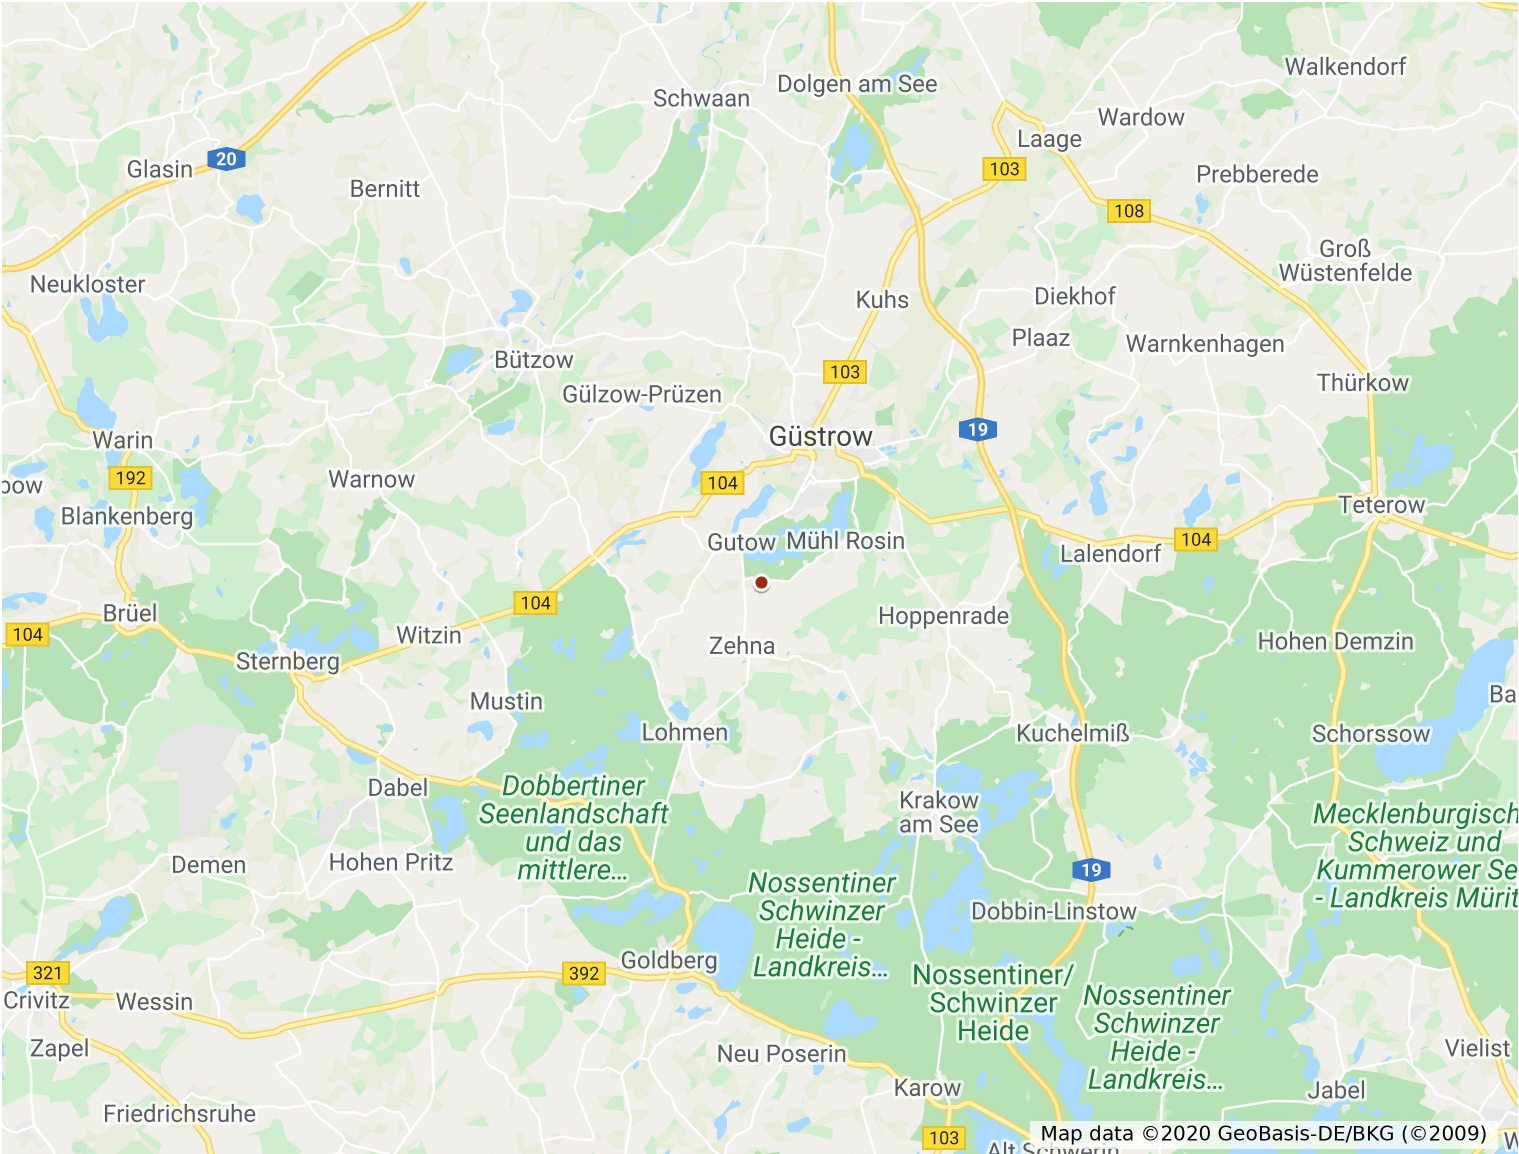 Walkendorf
Dolgen am See
Schwaan
Wardow
Laage
20
Glasin
103
Prebberede
Bernitt
108
Groß
Wüstenfelde
Neukloster
Kuhs
Diekhof
Plaaz
Warnkenhagen
Bützow
103
Thürkow
Gülzow-Prüzen
Güstrow
19
Warin
192
Warnow
104
bow
Teterow
Blankenberg
Gutow
Mühl Rosin
104
Lalendorf
104
Brüel
Hoppenrade
104
Witzin
Zehna
Hohen Demzin
Sternberg
Ba
Mustin
Lohmen
Kuchelmiß
Schorssow
Dabel
Dobbertiner
Seenlandschaft
und das
mittlere...
Krakow
am See
Mecklenburgisch
Schweiz und
Kummerower Se
- Landkreis Mürit
Demen
Hohen Pritz
19
Nossentiner
Schwinzer
Heide -
Landkreis...
Dobbin-Linstow
Goldberg
321
392
Crivitz
Wessin
Nossentiner/
Schwinzer
Heide
Nossentiner
Schwinzer
Heide -
Landkreis...
Zapel
Neu Poserin
Vielist
Karow
Jabel
Friedrichsruhe
103
Alt Schwerin
Map data ©2020 GeoBasis-DE/BKG (©2009)
W